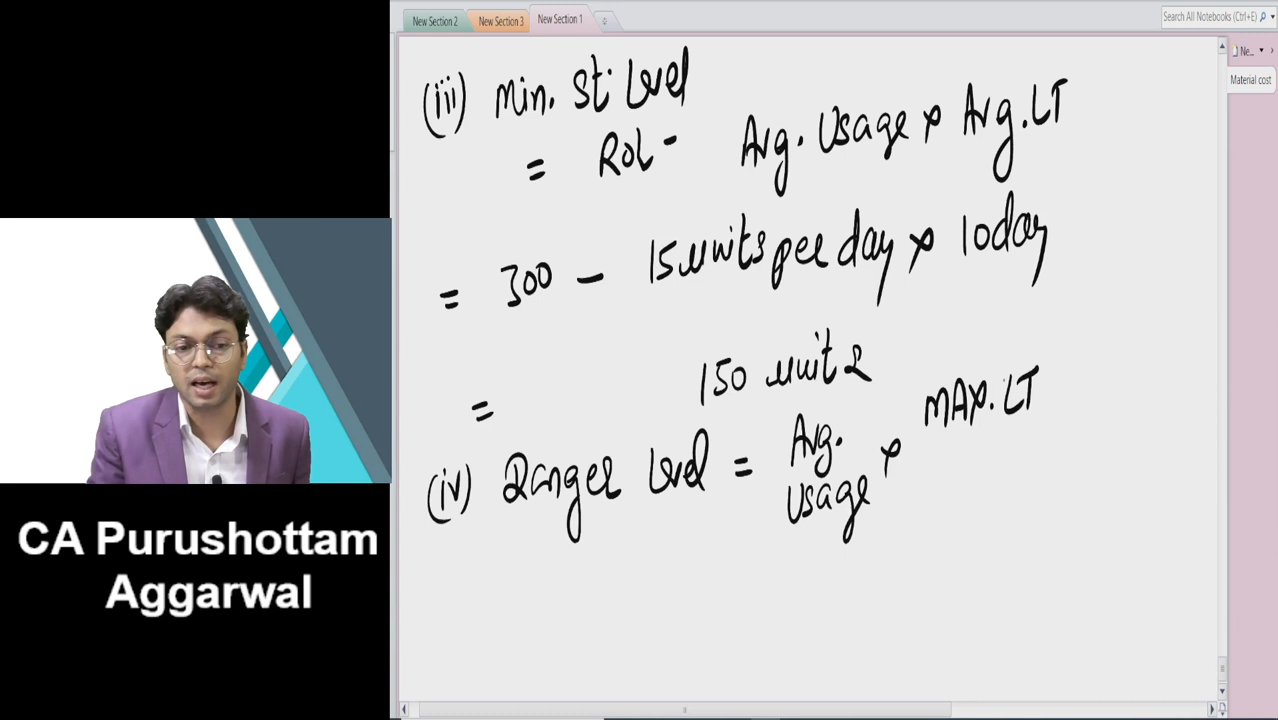 New Section 2
New Section 3
New Section 1
Search All Notebooks (Ctrl+E)
Ne...
Material cost
(iii) Min. St. Level
= ROL - Avg. Usage × Avg. LT
= 300 - 15 units per day × 10 day
= 150 units
(iv) Danger Level = Avg. Usage × MAX. LT
CA Purushottam
Aggarwal